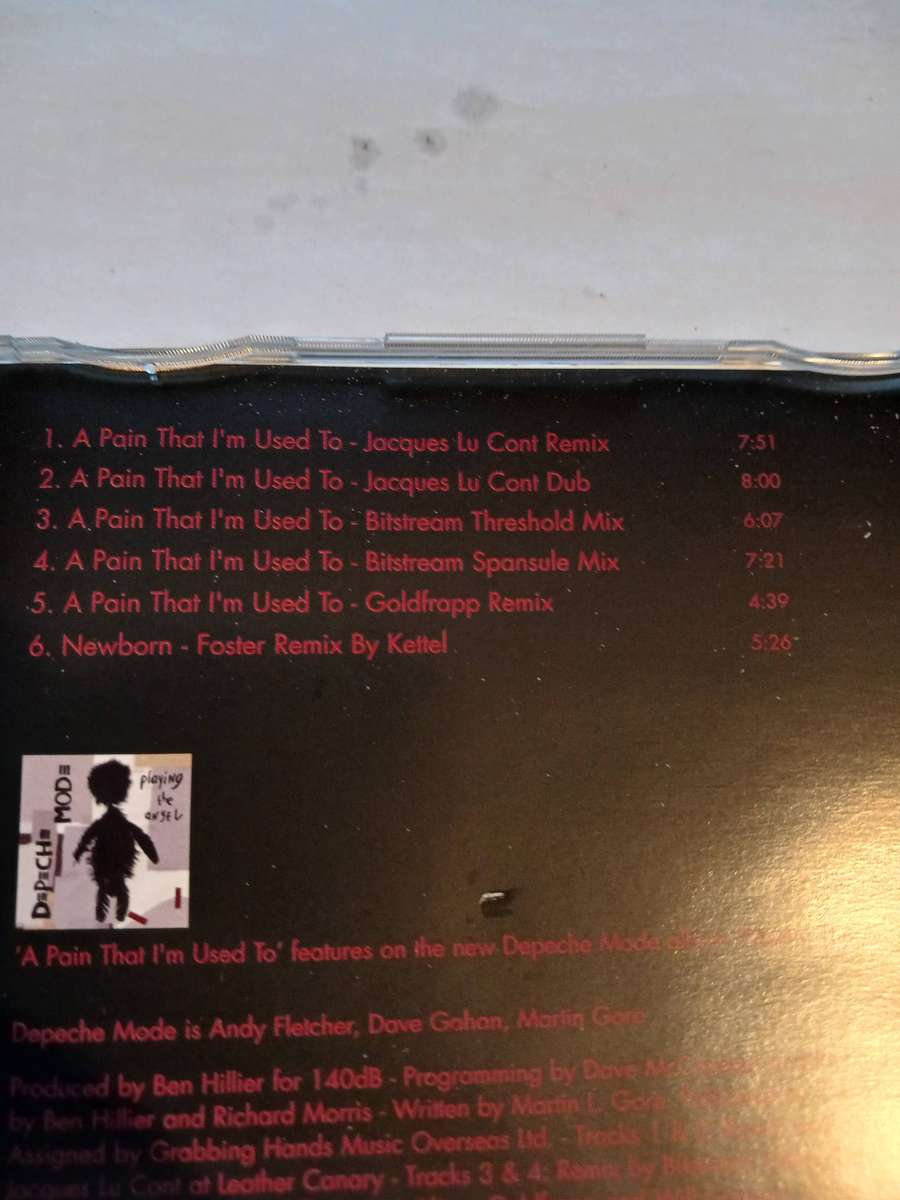 1. A Pain That I'm Used To - Jacques Lu Cont Remix 7:51
2. A Pain That I'm Used To - Jacques Lu Cont Dub 8:00
3. A Pain That I'm Used To - Bitstream Threshold Mix 6:07
4. A Pain That I'm Used To - Bitstream Spansule Mix 7:21
5. A Pain That I'm Used To - Goldfrapp Remix 4:39
6. Newborn - Foster Remix By Kettel 5:26
DEPECHE MODE
playing
the
angel
'A Pain That I'm Used To' features on the new Depeche Mode
Depeche Mode is Andy Fletcher, Dave Gahan, Martin Gore
Produced by Ben Hillier for 140dB - Programming by Dave
by Ben Hillier and Richard Morris - Written by Martin L. Gore
Assigned by Grabbing Hands Music Overseas Ltd. - Tracks 1 &
Jacques Lu Cont at Leather Canary - Tracks 3 & 4: Remix by